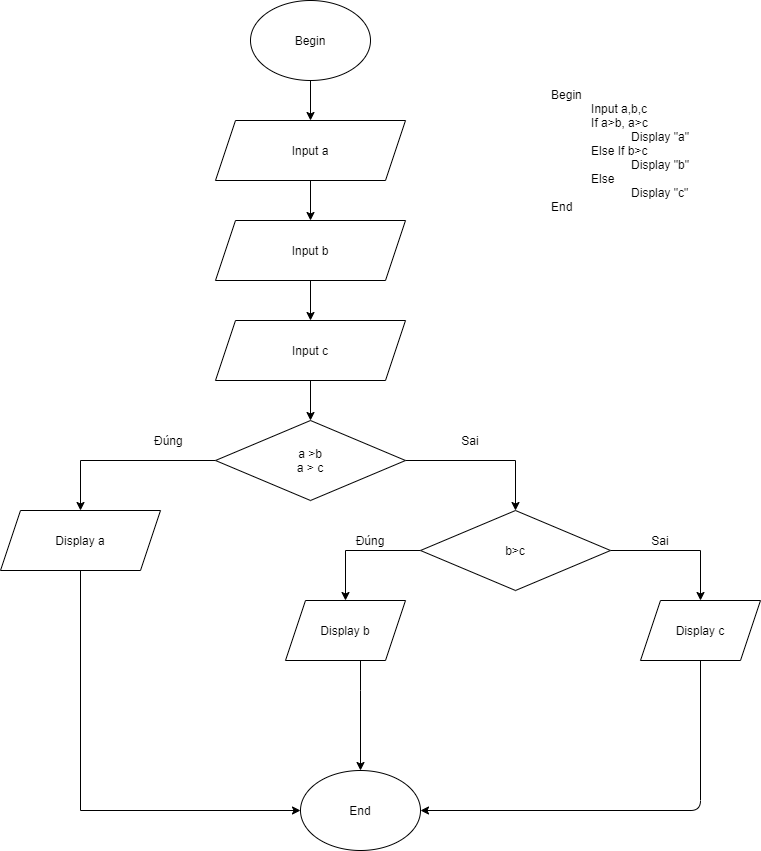 Begin
Input a
Input b
Input c
a >b
a > c
Đúng
Sai
Display a
b>c
Đúng
Sai
Display b
Display c
End
Begin
Input a,b,c
If a>b, a>c
Display "a"
Else If b>c
Display "b"
Else
Display "c"
End